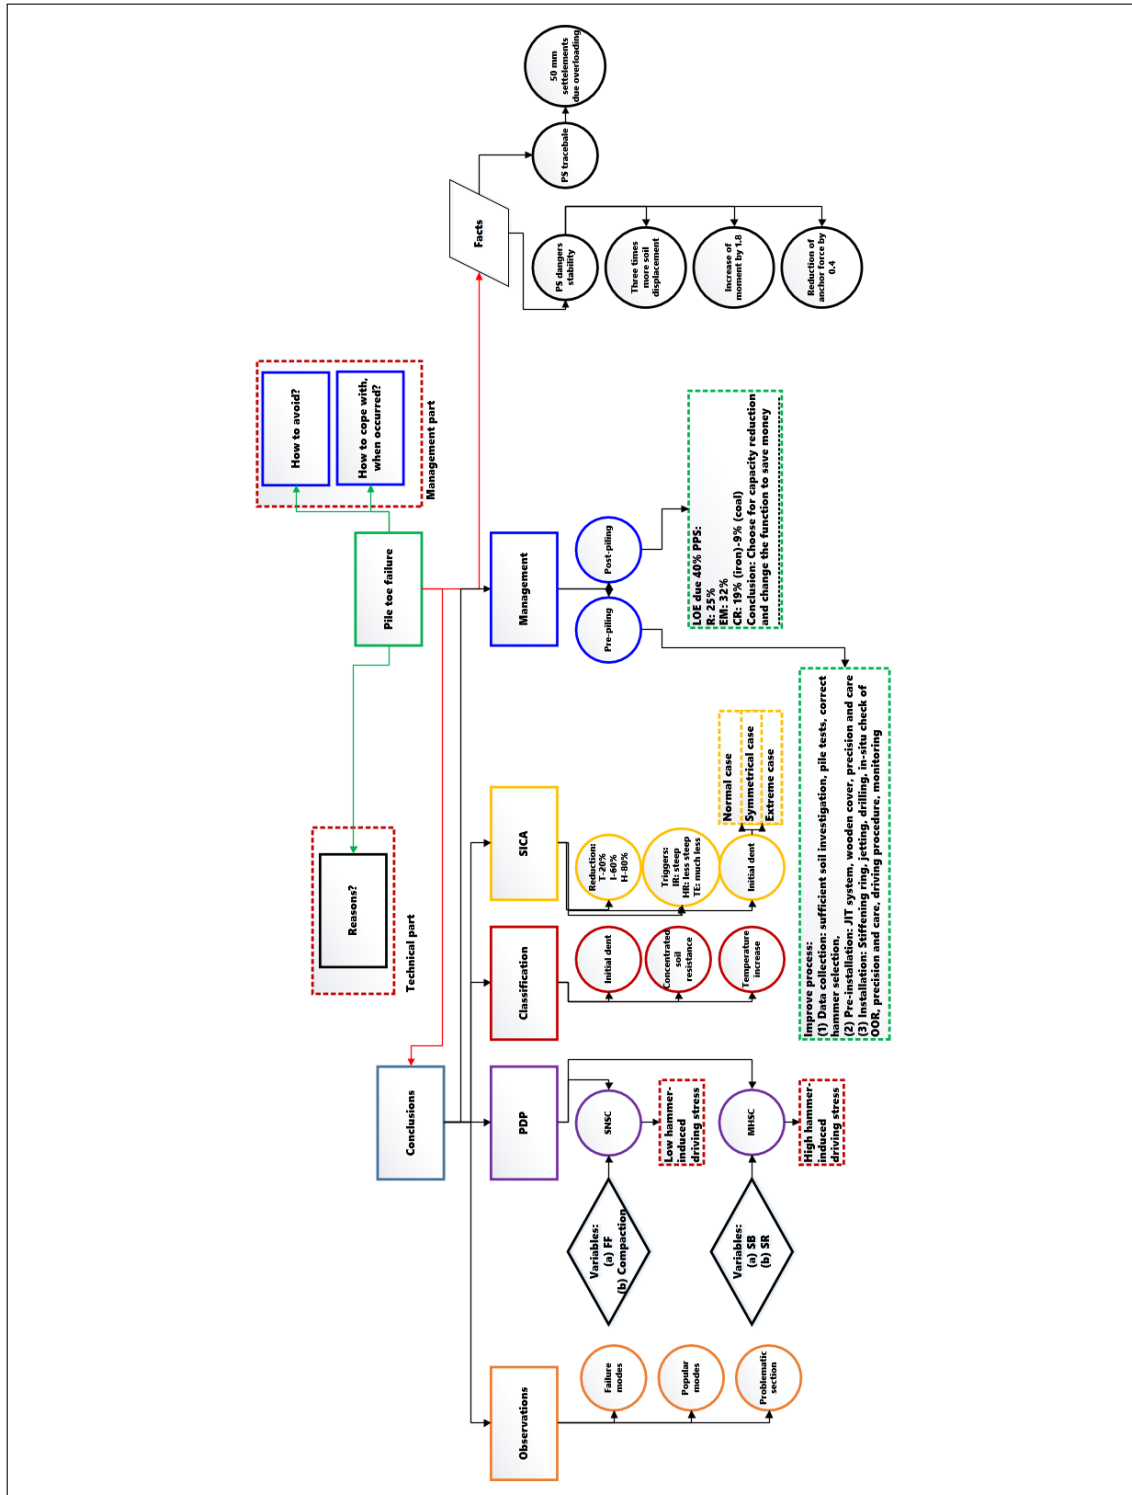 Pile toe failure
Reasons?
Technical part
How to avoid?
How to cope with,
when occurred?
Management part
Conclusions
Facts
Observations
Failure
modes
Popular
modes
Problematic
section
PDP
Variables:
(a) FF
(b) Compaction
SNSC
Low hammer-
induced
driving stress
Variables:
(a) SB
(b) SR
MHSC
High hammer-
induced
driving stress
Classification
Initial dent
Concentrated
soil
resistance
Temperature
increase
SICA
Reduction:
T-20%
I-60%
H-80%
Triggers:
IR: steep
HR: less steep
TE: much less
Initial dent
Normal case
Symmetrical case
Extreme case
Management
Pre-piling
Post-piling
Improve process:
(1) Data collection: sufficient soil investigation, pile tests, correct
hammer selection,
(2) Pre-installation: JIT system, wooden cover, precision and care
(3) Installation: Stiffening ring, jetting, drilling, in-situ check of
OOR, precision and care, driving procedure, monitoring
LOE due 40% PPS:
R: 25%
EM: 32%
CR: 19% (iron)-9% (coal)
Conclusion: Choose for capacity reduction
and change the function to save money
PS dangers
stability
Three times
more soil
displacement
Increase of
moment by 1.8
Reduction of
anchor force by
0.4
PS tracebale
50 mm
settelements
due overloading